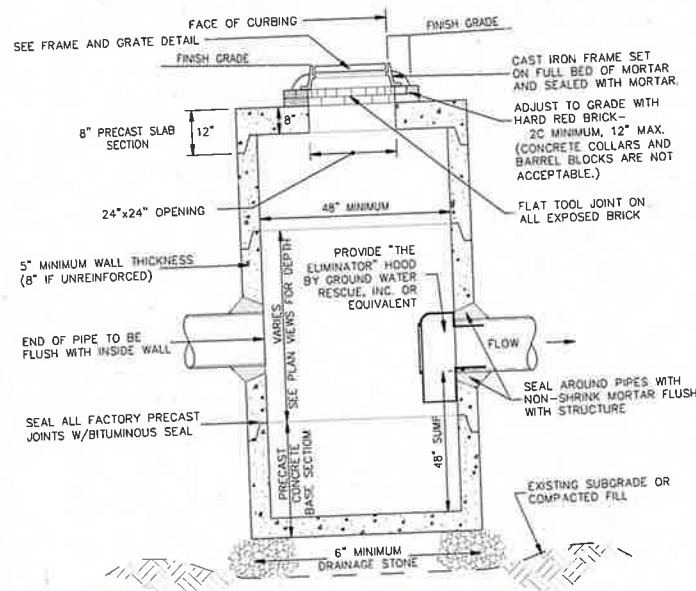 FACE OF CURBING
FINISH GRADE
SEE FRAME AND GRATE DETAIL
FINISH GRADE
CAST IRON FRAME SET
ON FULL BED OF MORTAR
AND SEALED WITH MORTAR.
8" PRECAST SLAB
SECTION
12"
8"
ADJUST TO GRADE WITH
HARD RED BRICK-
2C MINIMUM, 12" MAX.
(CONCRETE COLLARS AND
BARREL BLOCKS ARE NOT
ACCEPTABLE.)
24"x24" OPENING
48" MINIMUM
FLAT TOOL JOINT ON
ALL EXPOSED BRICK
5" MINIMUM WALL THICKNESS
(8" IF UNREINFORCED)
VARIES
SEE PLAN VIEWS FOR DEPTH
PROVIDE "THE
ELIMINATOR" HOOD
BY GROUND WATER
RESCUE, INC. OR
EQUIVALENT
END OF PIPE TO BE
FLUSH WITH INSIDE WALL
FLOW
SEAL AROUND PIPES WITH
NON-SHRINK MORTAR FLUSH
WITH STRUCTURE
SEAL ALL FACTORY PRECAST
JOINTS W/BITUMINOUS SEAL
PRECAST
CONCRETE
BASE SECTION
48" SUMP
EXISTING SUBGRADE OR
COMPACTED FILL
6" MINIMUM
DRAINAGE STONE